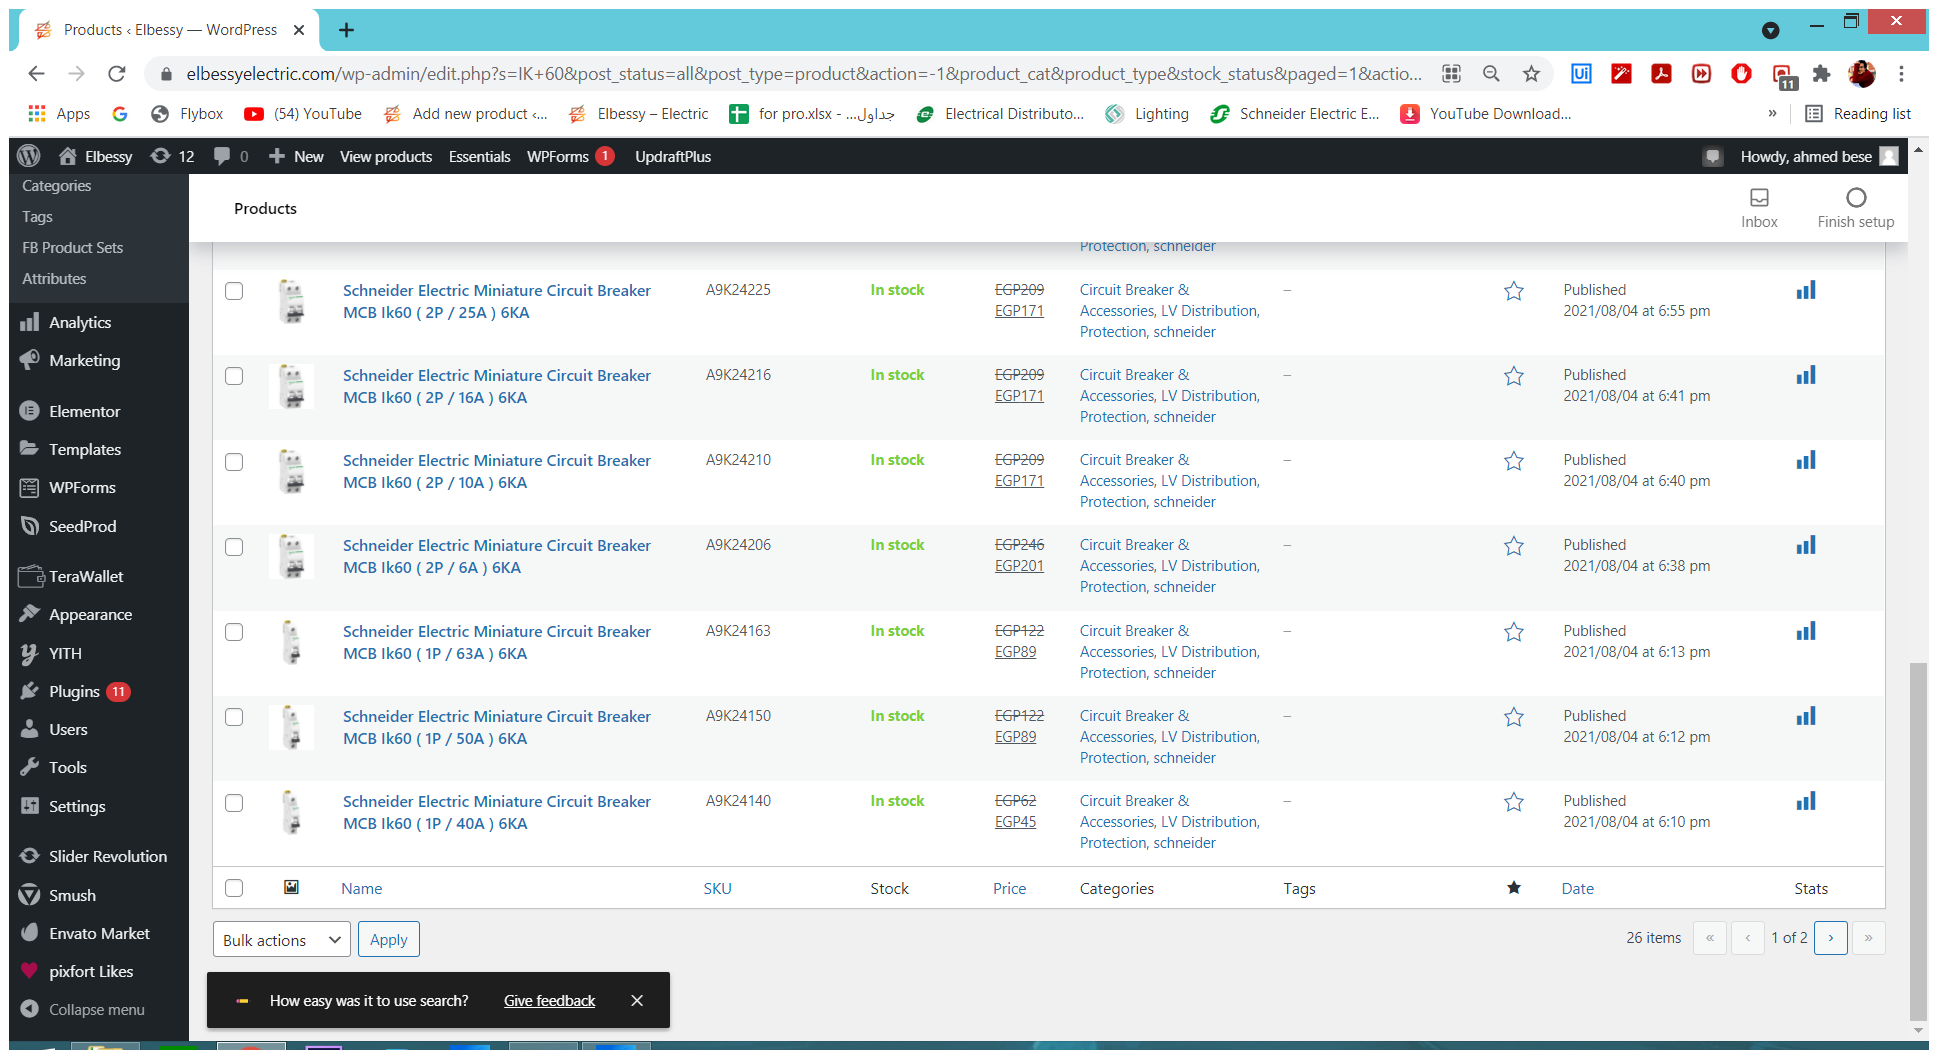 Products ‹ Elbessy — WordPress
elbessyelectric.com/wp-admin/edit.php?s=IK+60&post_status=all&post_type=product&action=-1&product_cat&product_type&stock_status&paged=1&actio...
11
Apps
Flybox
(54) YouTube
Add new product ‹...
Elbessy – Electric
for pro.xlsx - ...جداول
Electrical Distributo...
Lighting
Schneider Electric E...
YouTube Download...
»
Reading list
Elbessy 12 0 New View products Essentials WPForms 1 UpdraftPlus Howdy, ahmed bese
Categories
Tags
FB Product Sets
Attributes
Analytics
Marketing
Elementor
Templates
WPForms
SeedProd
TeraWallet
Appearance
YITH
Plugins 11
Users
Tools
Settings
Slider Revolution
Smush
Envato Market
pixfort Likes
Collapse menu
Products
Inbox
Finish setup
Protection, schneider
Schneider Electric Miniature Circuit Breaker A9K24225 In stock EGP209 Circuit Breaker & – Published
MCB Ik60 ( 2P / 25A ) 6KA EGP171 Accessories, LV Distribution, 2021/08/04 at 6:55 pm
Protection, schneider
Schneider Electric Miniature Circuit Breaker A9K24216 In stock EGP209 Circuit Breaker & – Published
MCB Ik60 ( 2P / 16A ) 6KA EGP171 Accessories, LV Distribution, 2021/08/04 at 6:41 pm
Protection, schneider
Schneider Electric Miniature Circuit Breaker A9K24210 In stock EGP209 Circuit Breaker & – Published
MCB Ik60 ( 2P / 10A ) 6KA EGP171 Accessories, LV Distribution, 2021/08/04 at 6:40 pm
Protection, schneider
Schneider Electric Miniature Circuit Breaker A9K24206 In stock EGP246 Circuit Breaker & – Published
MCB Ik60 ( 2P / 6A ) 6KA EGP201 Accessories, LV Distribution, 2021/08/04 at 6:38 pm
Protection, schneider
Schneider Electric Miniature Circuit Breaker A9K24163 In stock EGP122 Circuit Breaker & – Published
MCB Ik60 ( 1P / 63A ) 6KA EGP89 Accessories, LV Distribution, 2021/08/04 at 6:13 pm
Protection, schneider
Schneider Electric Miniature Circuit Breaker A9K24150 In stock EGP122 Circuit Breaker & – Published
MCB Ik60 ( 1P / 50A ) 6KA EGP89 Accessories, LV Distribution, 2021/08/04 at 6:12 pm
Protection, schneider
Schneider Electric Miniature Circuit Breaker A9K24140 In stock EGP62 Circuit Breaker & – Published
MCB Ik60 ( 1P / 40A ) 6KA EGP45 Accessories, LV Distribution, 2021/08/04 at 6:10 pm
Protection, schneider
Name SKU Stock Price Categories Tags Date Stats
Bulk actions Apply 26 items « ‹ 1 of 2 › »
How easy was it to use search? Give feedback